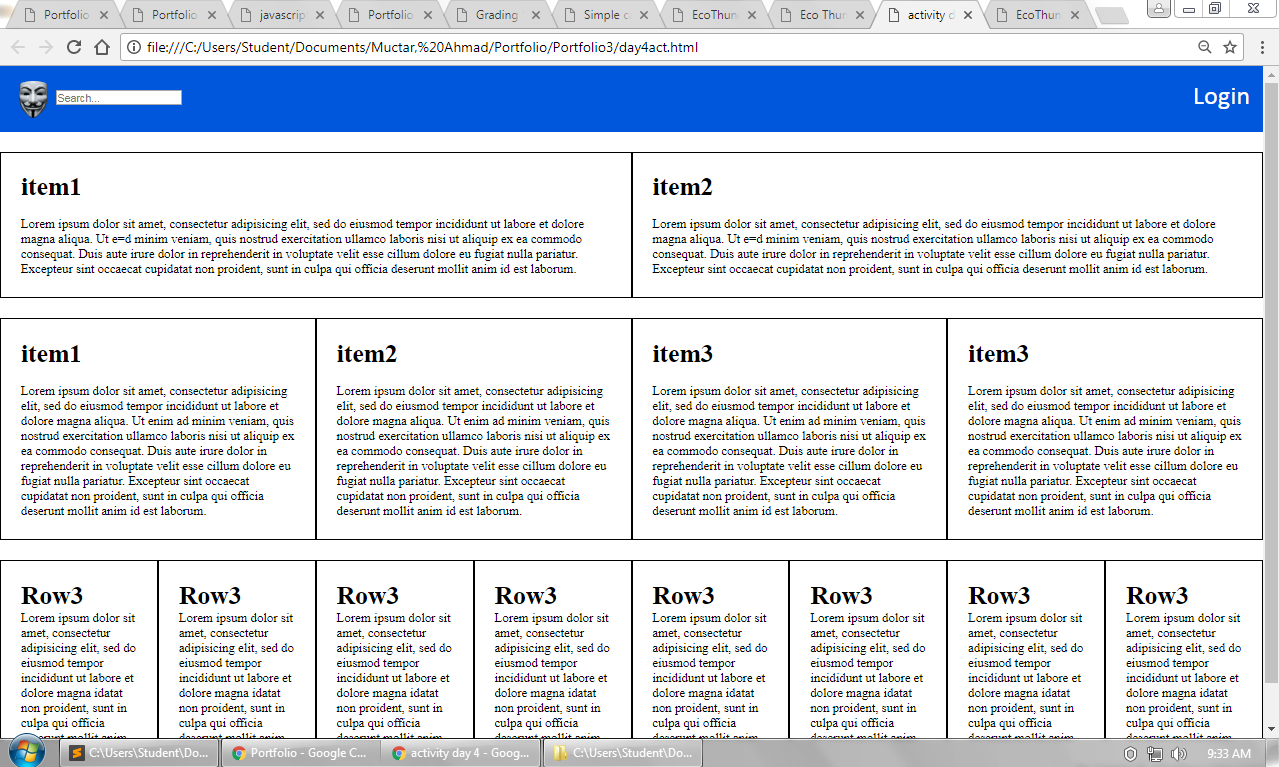 Portfolio
Portfolio
javascrip
Portfolio
Grading
Simple c
EcoThun
Eco Thun
activity d
EcoThun
file:///C:/Users/Student/Documents/Muctar,%20Ahmad/Portfolio/Portfolio3/day4act.html
Search...
Login
item1
Lorem ipsum dolor sit amet, consectetur adipisicing elit, sed do eiusmod tempor incididunt ut labore et dolore
magna aliqua. Ut e=d minim veniam, quis nostrud exercitation ullamco laboris nisi ut aliquip ex ea commodo
consequat. Duis aute irure dolor in reprehenderit in voluptate velit esse cillum dolore eu fugiat nulla pariatur.
Excepteur sint occaecat cupidatat non proident, sunt in culpa qui officia deserunt mollit anim id est laborum.
item2
Lorem ipsum dolor sit amet, consectetur adipisicing elit, sed do eiusmod tempor incididunt ut labore et dolore
magna aliqua. Ut e=d minim veniam, quis nostrud exercitation ullamco laboris nisi ut aliquip ex ea commodo
consequat. Duis aute irure dolor in reprehenderit in voluptate velit esse cillum dolore eu fugiat nulla pariatur.
Excepteur sint occaecat cupidatat non proident, sunt in culpa qui officia deserunt mollit anim id est laborum.
item1
Lorem ipsum dolor sit amet, consectetur adipisicing
elit, sed do eiusmod tempor incididunt ut labore et
dolore magna aliqua. Ut enim ad minim veniam, quis
nostrud exercitation ullamco laboris nisi ut aliquip ex
ea commodo consequat. Duis aute irure dolor in
reprehenderit in voluptate velit esse cillum dolore eu
fugiat nulla pariatur. Excepteur sint occaecat
cupidatat non proident, sunt in culpa qui officia
deserunt mollit anim id est laborum.
item2
Lorem ipsum dolor sit amet, consectetur adipisicing
elit, sed do eiusmod tempor incididunt ut labore et
dolore magna aliqua. Ut enim ad minim veniam, quis
nostrud exercitation ullamco laboris nisi ut aliquip ex
ea commodo consequat. Duis aute irure dolor in
reprehenderit in voluptate velit esse cillum dolore eu
fugiat nulla pariatur. Excepteur sint occaecat
cupidatat non proident, sunt in culpa qui officia
deserunt mollit anim id est laborum.
item3
Lorem ipsum dolor sit amet, consectetur adipisicing
elit, sed do eiusmod tempor incididunt ut labore et
dolore magna aliqua. Ut enim ad minim veniam, quis
nostrud exercitation ullamco laboris nisi ut aliquip ex
ea commodo consequat. Duis aute irure dolor in
reprehenderit in voluptate velit esse cillum dolore eu
fugiat nulla pariatur. Excepteur sint occaecat
cupidatat non proident, sunt in culpa qui officia
deserunt mollit anim id est laborum.
item3
Lorem ipsum dolor sit amet, consectetur adipisicing
elit, sed do eiusmod tempor incididunt ut labore et
dolore magna aliqua. Ut enim ad minim veniam, quis
nostrud exercitation ullamco laboris nisi ut aliquip ex
ea commodo consequat. Duis aute irure dolor in
reprehenderit in voluptate velit esse cillum dolore eu
fugiat nulla pariatur. Excepteur sint occaecat
cupidatat non proident, sunt in culpa qui officia
deserunt mollit anim id est laborum.
Row3
Lorem ipsum dolor sit
amet, consectetur
adipisicing elit, sed do
eiusmod tempor
incididunt ut labore et
dolore magna idatat
non proident, sunt in
culpa qui officia
Row3
Lorem ipsum dolor sit
amet, consectetur
adipisicing elit, sed do
eiusmod tempor
incididunt ut labore et
dolore magna idatat
non proident, sunt in
culpa qui officia
Row3
Lorem ipsum dolor sit
amet, consectetur
adipisicing elit, sed do
eiusmod tempor
incididunt ut labore et
dolore magna idatat
non proident, sunt in
culpa qui officia
Row3
Lorem ipsum dolor sit
amet, consectetur
adipisicing elit, sed do
eiusmod tempor
incididunt ut labore et
dolore magna idatat
non proident, sunt in
culpa qui officia
Row3
Lorem ipsum dolor sit
amet, consectetur
adipisicing elit, sed do
eiusmod tempor
incididunt ut labore et
dolore magna idatat
non proident, sunt in
culpa qui officia
Row3
Lorem ipsum dolor sit
amet, consectetur
adipisicing elit, sed do
eiusmod tempor
incididunt ut labore et
dolore magna idatat
non proident, sunt in
culpa qui officia
Row3
Lorem ipsum dolor sit
amet, consectetur
adipisicing elit, sed do
eiusmod tempor
incididunt ut labore et
dolore magna idatat
non proident, sunt in
culpa qui officia
Row3
Lorem ipsum dolor sit
amet, consectetur
adipisicing elit, sed do
eiusmod tempor
incididunt ut labore et
dolore magna idatat
non proident, sunt in
culpa qui officia
C:\Users\Student\Do...
Portfolio - Google C...
activity day 4 - Goog...
C:\Users\Student\Do...
9:33 AM